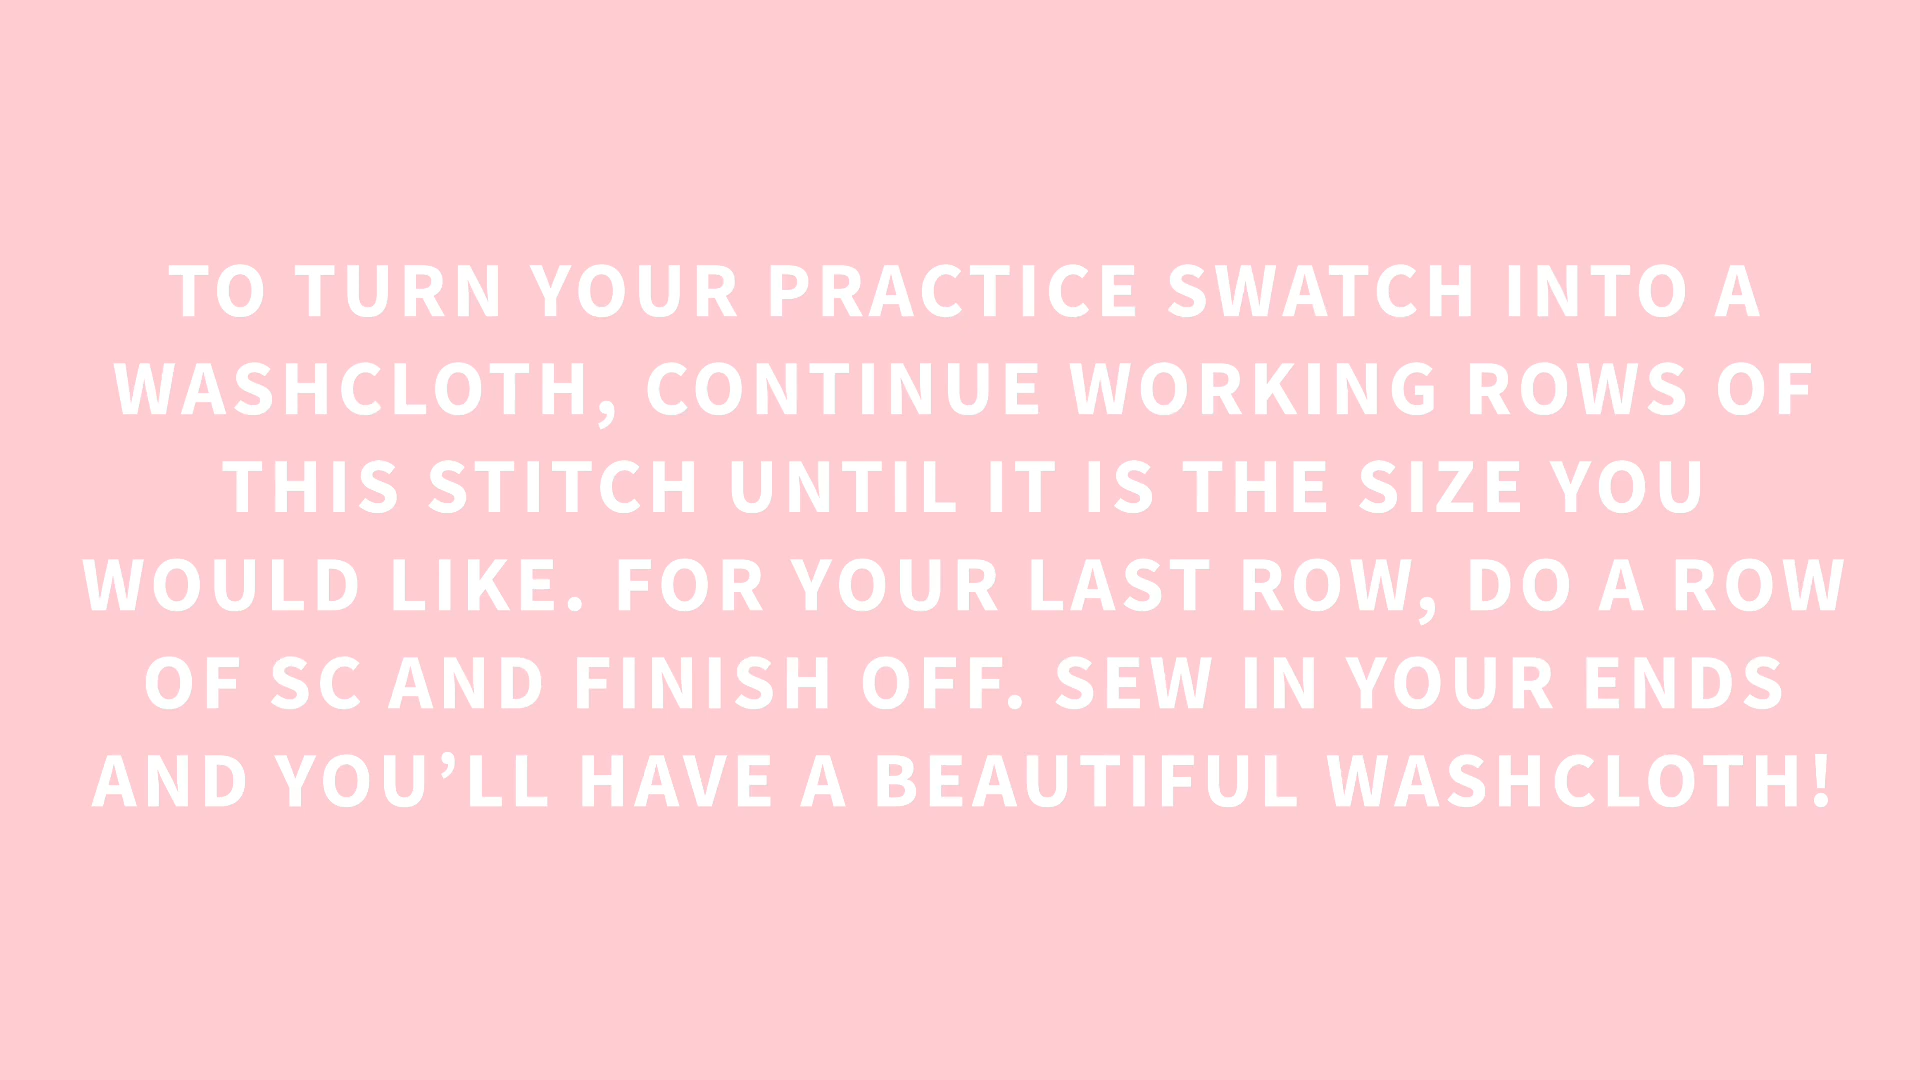 TO TURN YOUR PRACTICE SWATCH INTO A
WASHCLOTH, CONTINUE WORKING ROWS OF
THIS STITCH UNTIL IT IS THE SIZE YOU
WOULD LIKE. FOR YOUR LAST ROW, DO A ROW
OF SC AND FINISH OFF. SEW IN YOUR ENDS
AND YOU’LL HAVE A BEAUTIFUL WASHCLOTH!